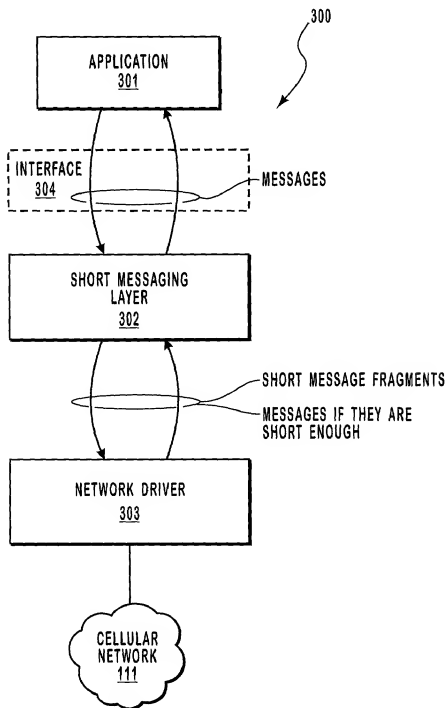 300
APPLICATION
301
INTERFACE
304
MESSAGES
SHORT MESSAGING
LAYER
302
SHORT MESSAGE FRAGMENTS
MESSAGES IF THEY ARE
SHORT ENOUGH
NETWORK DRIVER
303
CELLULAR
NETWORK
111